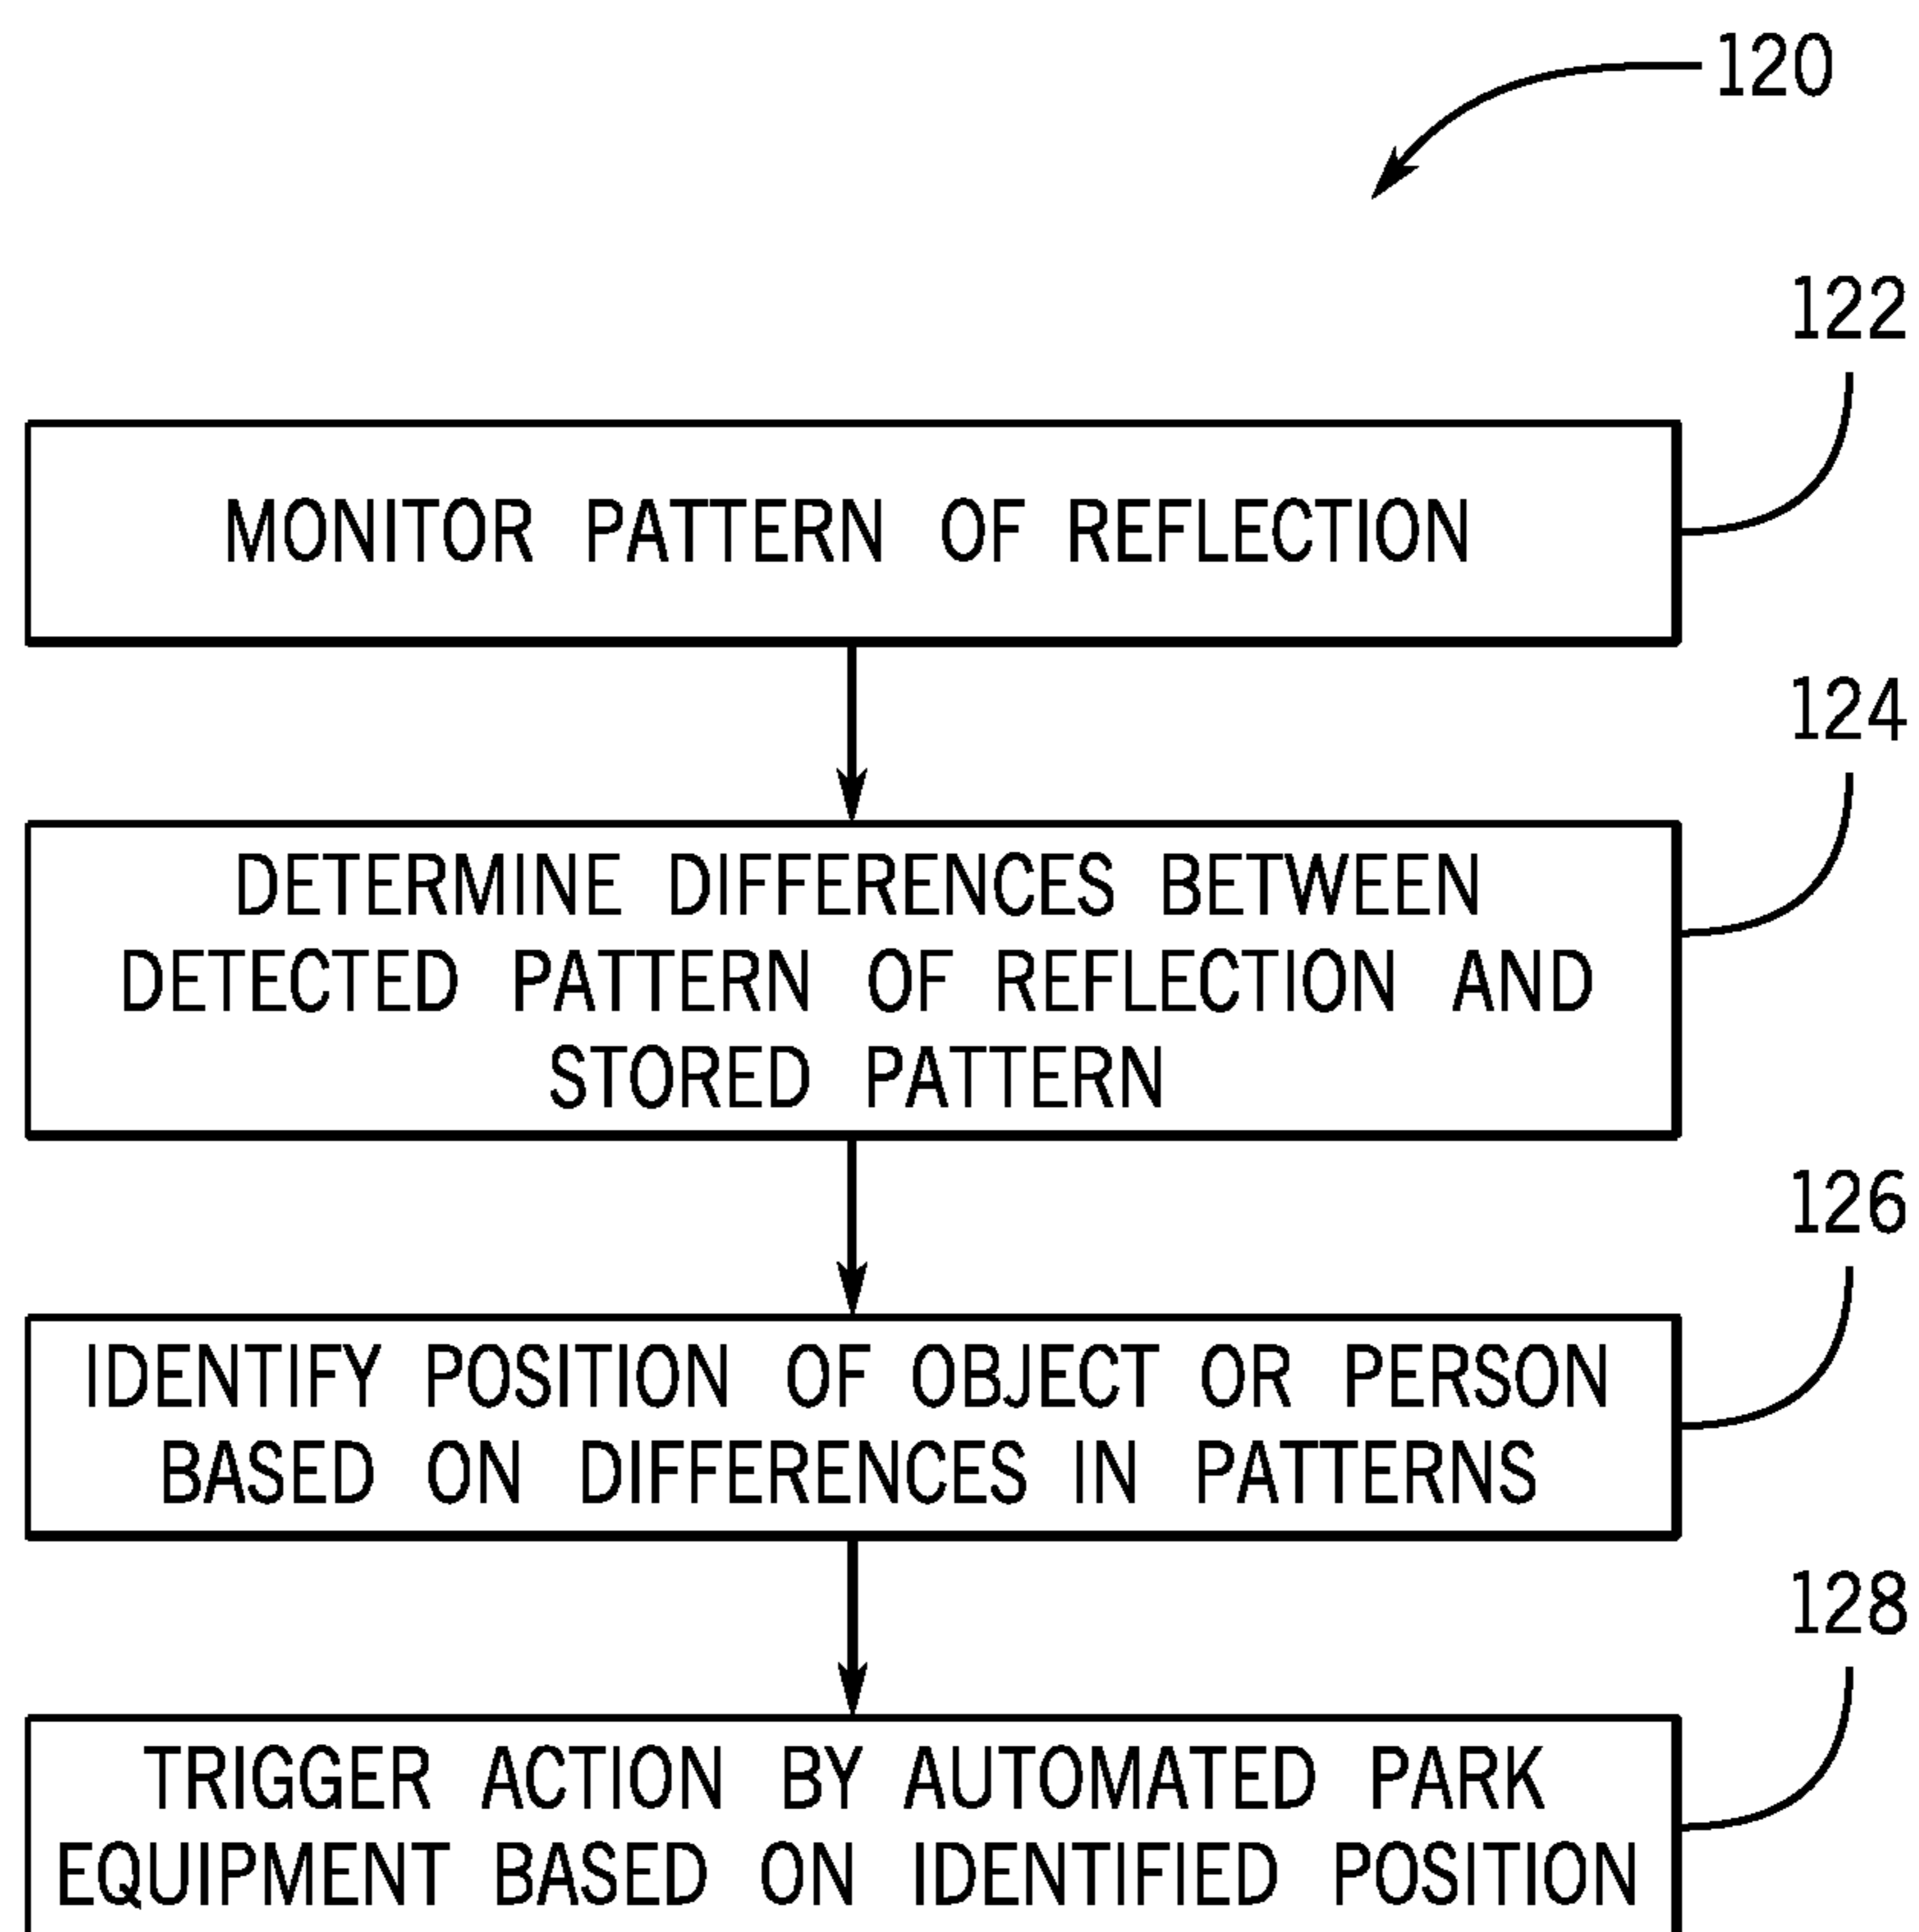 120
122
MONITOR PATTERN OF REFLECTION
124
DETERMINE DIFFERENCES BETWEEN
DETECTED PATTERN OF REFLECTION AND
STORED PATTERN
126
IDENTIFY POSITION OF OBJECT OR PERSON
BASED ON DIFFERENCES IN PATTERNS
128
TRIGGER ACTION BY AUTOMATED PARK
EQUIPMENT BASED ON IDENTIFIED POSITION